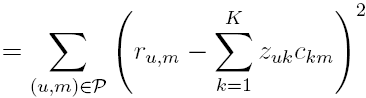 $= \sum_{(u,m) \in \mathcal{P}} \left( r_{u,m} - \sum_{k=1}^{K} z_{uk} c_{km} \right)^2$